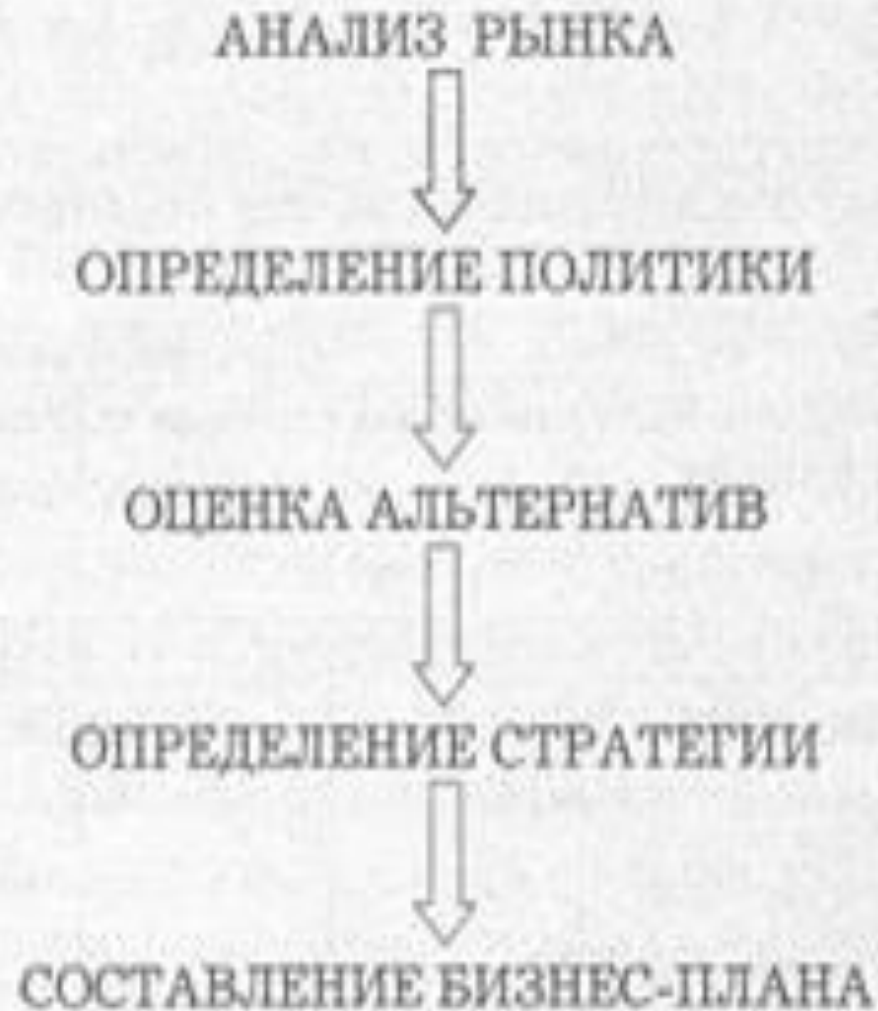 АНАЛИЗ РЫНКА
ОПРЕДЕЛЕНИЕ ПОЛИТИКИ
ОЦЕНКА АЛЬТЕРНАТИВ
ОПРЕДЕЛЕНИЕ СТРАТЕГИИ
СОСТАВЛЕНИЕ БИЗНЕС-ПЛАНА